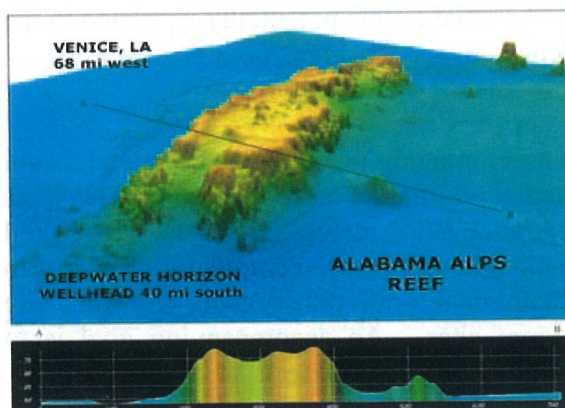 VENICE, LA
68 mi west
A
B
DEEPWATER HORIZON
WELLHEAD 40 mi south
ALABAMA ALPS
REEF
A
B